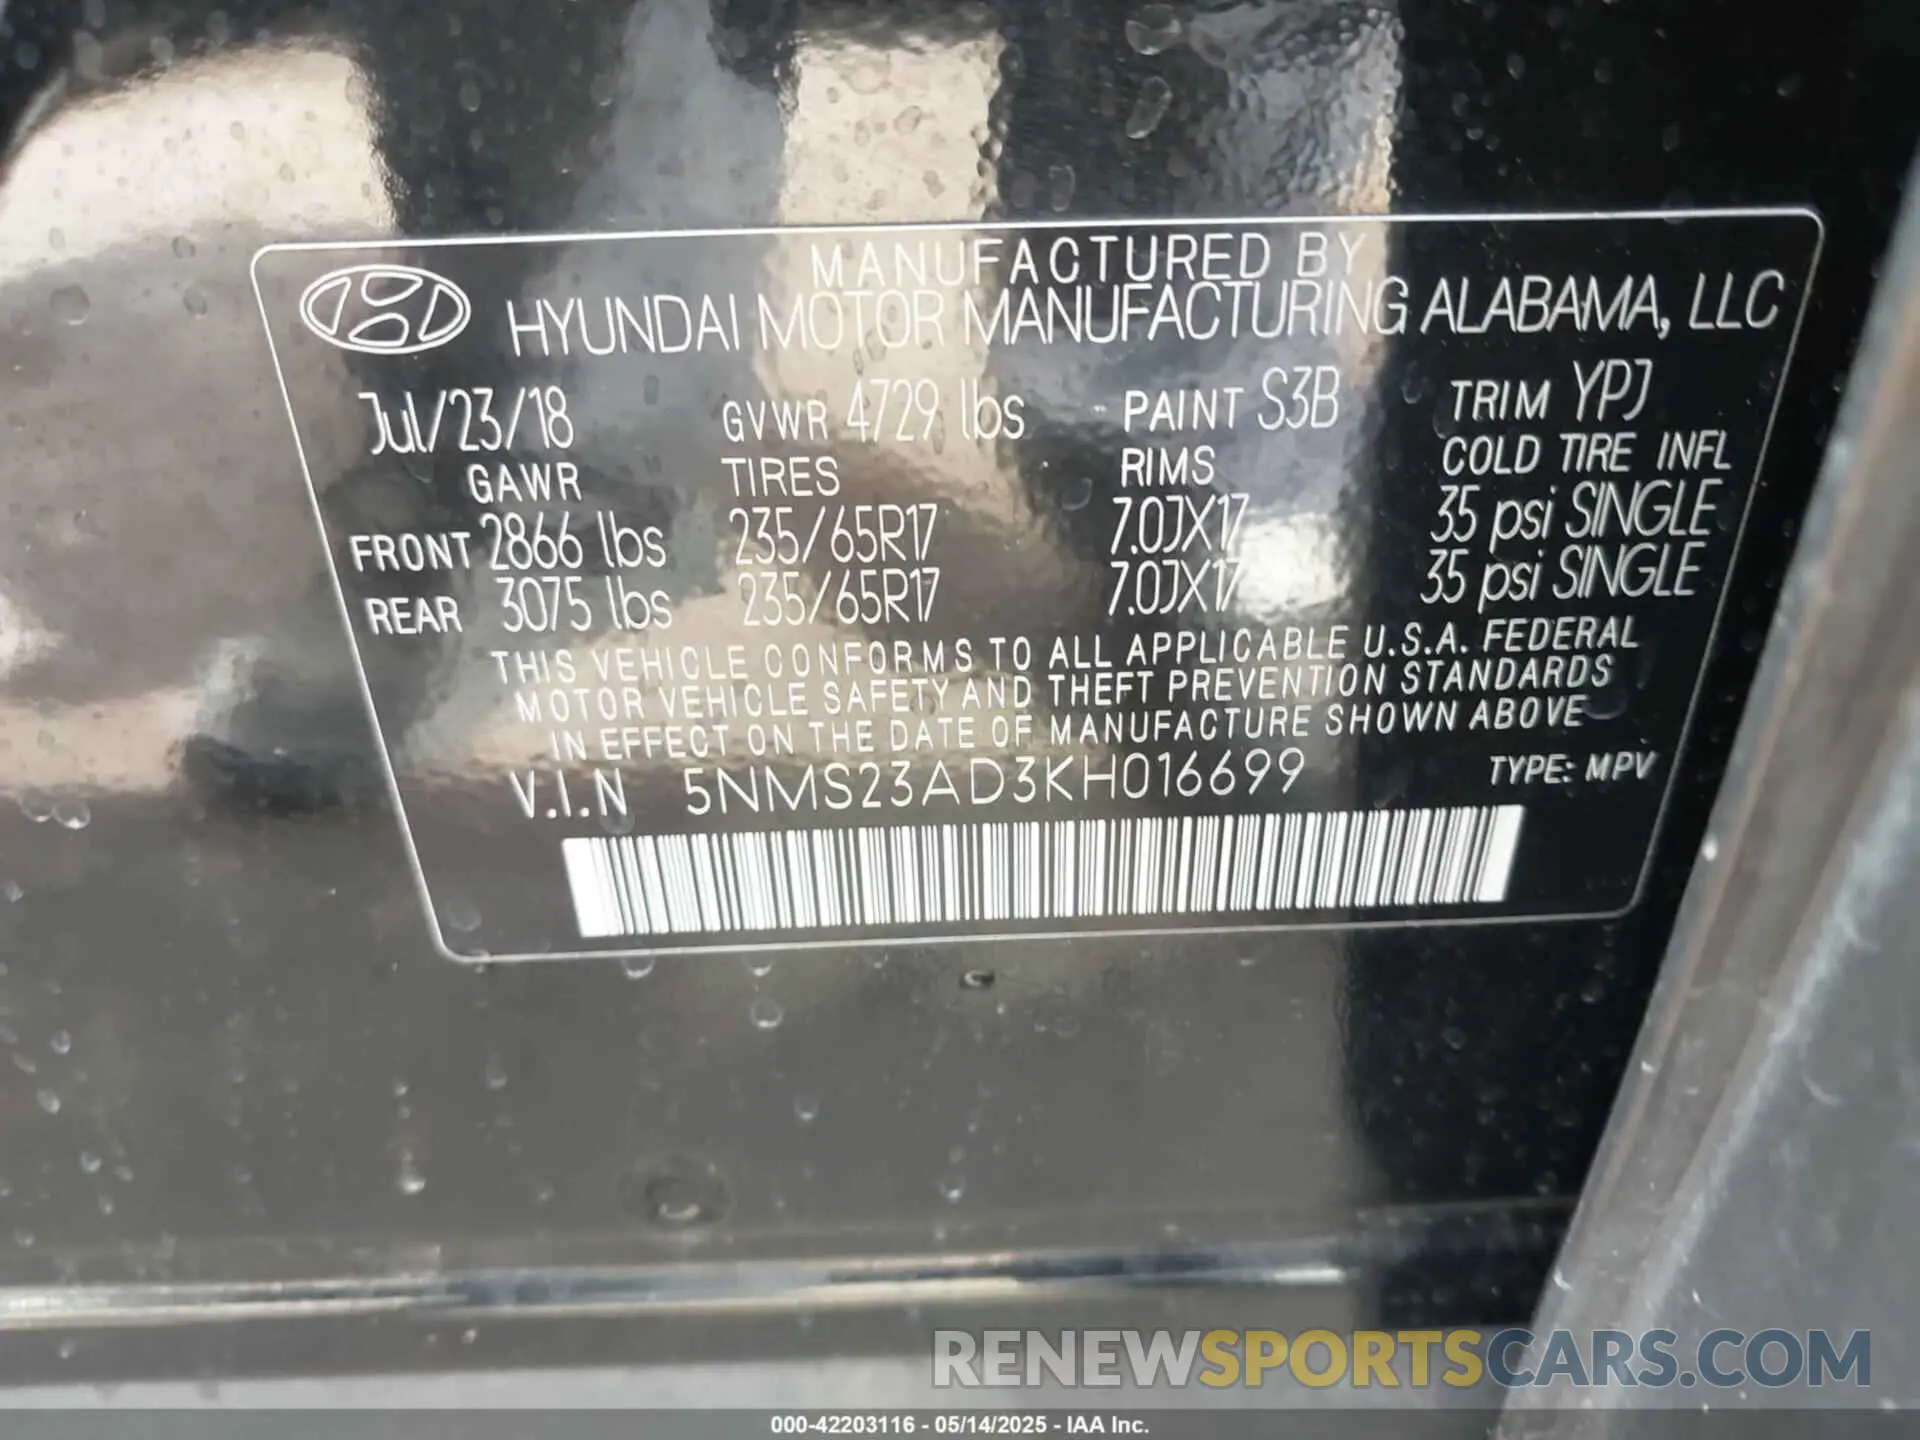 MANUFACTURED BY
HYUNDAI MOTOR MANUFACTURING ALABAMA, LLC
Jul/23/18 GVWR 4729 lbs PAINT S3B TRIM YPJ
GAWR TIRES RIMS COLD TIRE INFL
FRONT 2866 lbs 235/65R17 7.0JX17 35 psi SINGLE
REAR 3075 lbs 235/65R17 7.0JX17 35 psi SINGLE
THIS VEHICLE CONFORMS TO ALL APPLICABLE U.S.A. FEDERAL
MOTOR VEHICLE SAFETY AND THEFT PREVENTION STANDARDS
IN EFFECT ON THE DATE OF MANUFACTURE SHOWN ABOVE
V.I.N 5NMS23AD3KH016699 TYPE: MPV
RENEWSPORTSCARS.COM
000-42203116 - 05/14/2025 - IAA Inc.